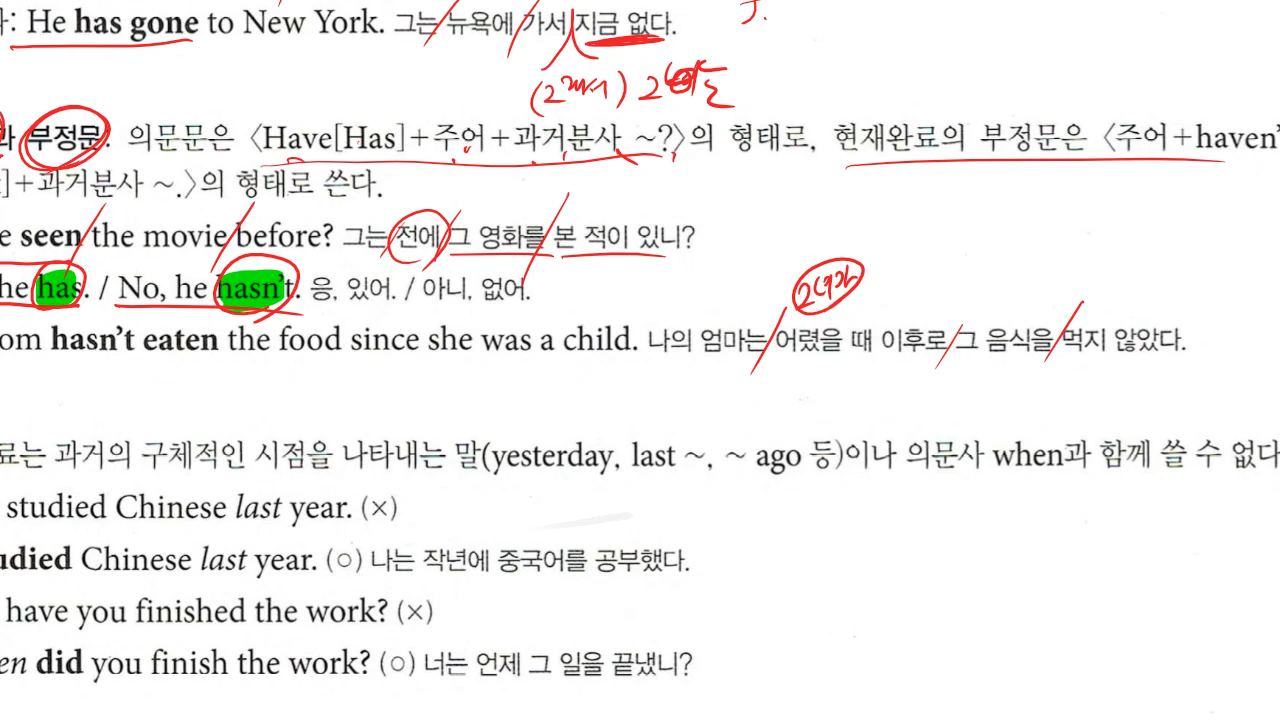 : He has gone to New York. 그는 뉴욕에 가서 지금 없다.
부정문: 의문문은 〈Have[Has]+주어+과거분사 ~?〉의 형태로, 현재완료의 부정문은 〈주어+haven'
]+과거분사 ~.〉의 형태로 쓴다.
e seen the movie before? 그는 전에 그 영화를 본 적이 있니?
he has. / No, he hasn't. 응, 있어. / 아니, 없어.
om hasn't eaten the food since she was a child. 나의 엄마는 어렸을 때 이후로 그 음식을 먹지 않았다.
료는 과거의 구체적인 시점을 나타내는 말(yesterday, last ~, ~ ago 등)이나 의문사 when과 함께 쓸 수 없다
studied Chinese last year. (×)
udied Chinese last year. (○) 나는 작년에 중국어를 공부했다.
have you finished the work? (×)
en did you finish the work? (○) 너는 언제 그 일을 끝냈니?